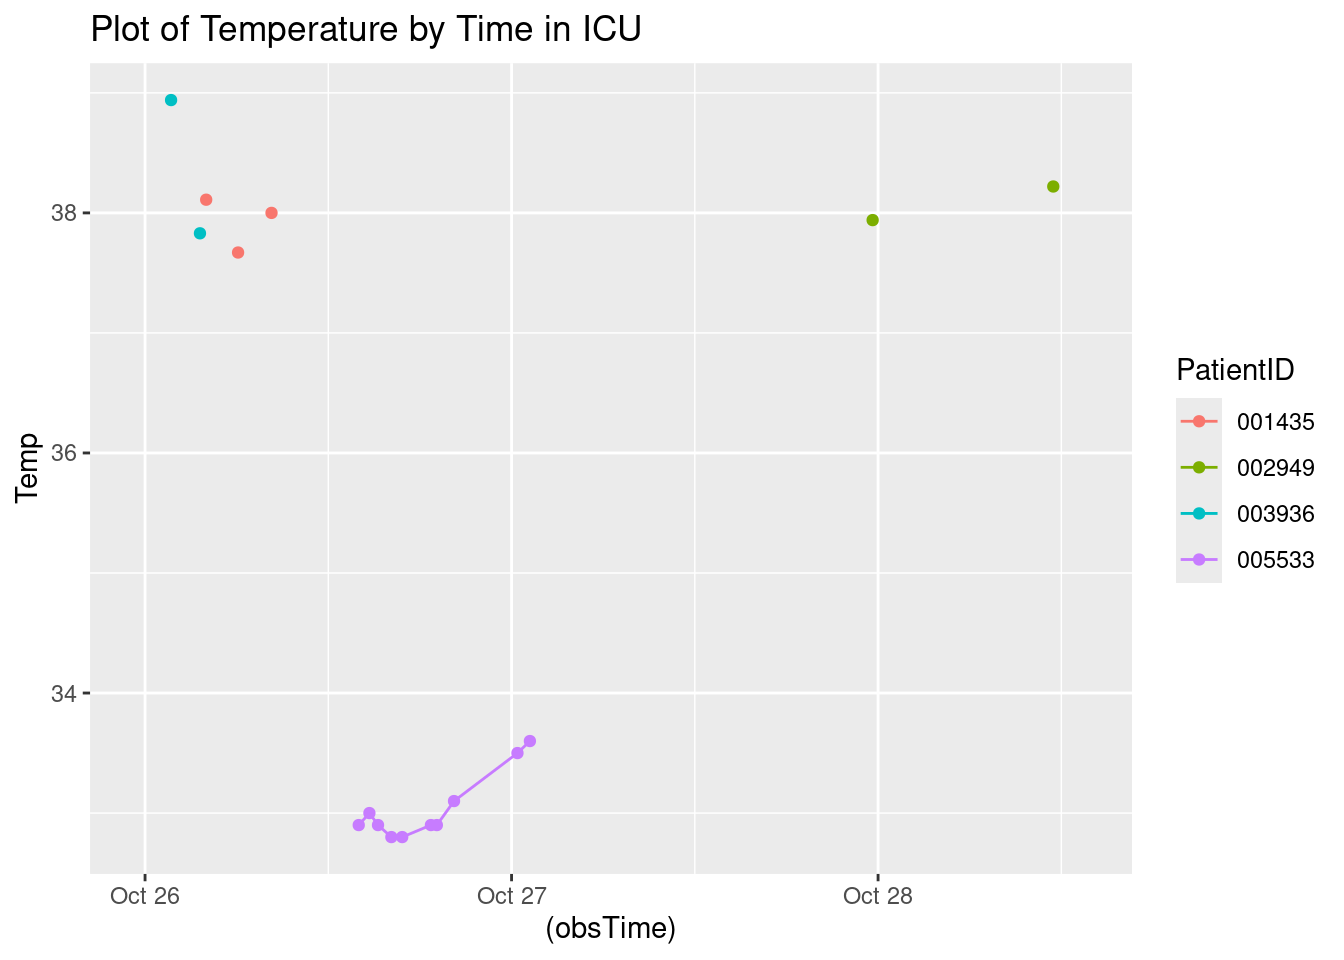 Plot of Temperature by Time in ICU
38
36
34
Temp
Oct 26
Oct 27
Oct 28
(obsTime)
PatientID
001435
002949
003936
005533